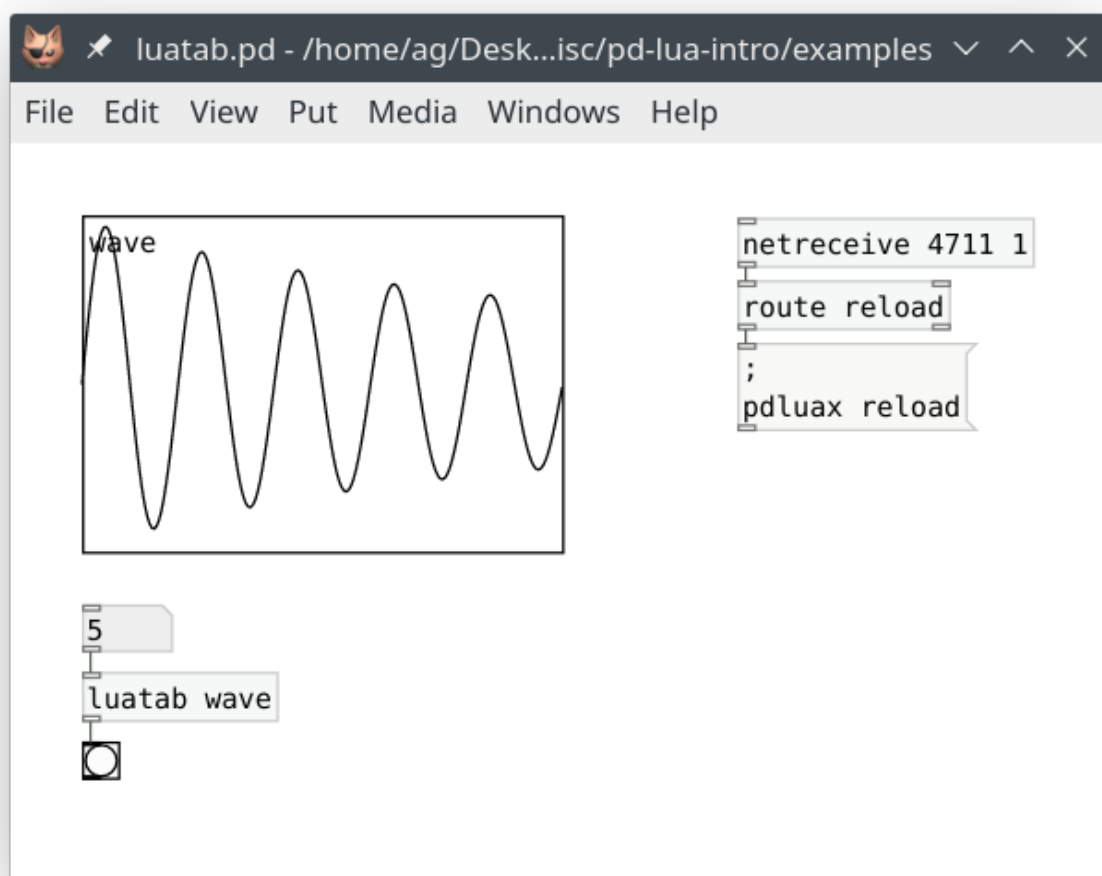 luatab.pd - /home/ag/Desk...isc/pd-lua-intro/examples
File Edit View Put Media Windows Help
wave
netreceive 4711 1
route reload
;
pdluax reload
5
luatab wave